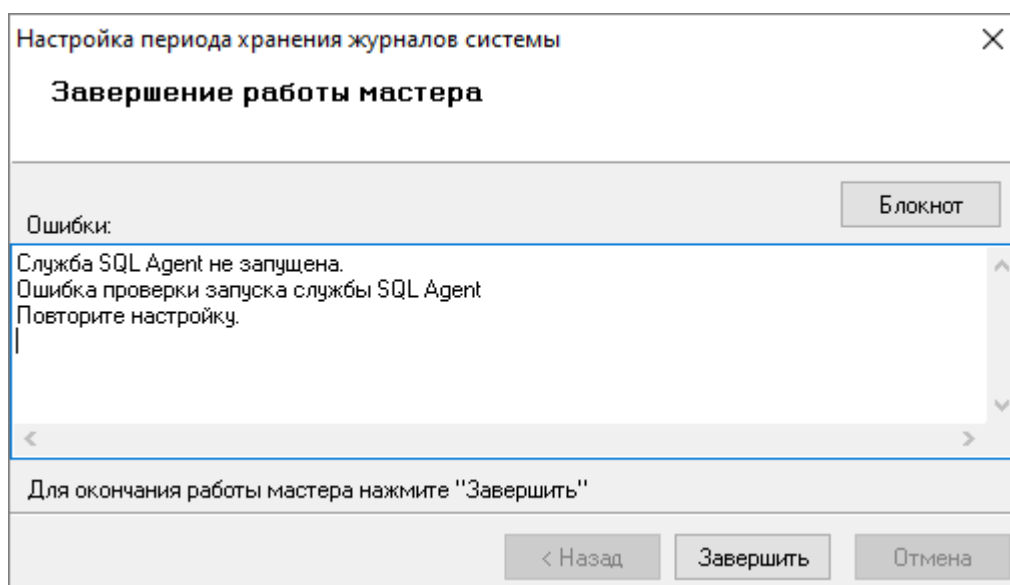 Настройка периода хранения журналов системы
Завершение работы мастера
Блокнот
Ошибки:
Служба SQL Agent не запущена.
Ошибка проверки запуска службы SQL Agent
Повторите настройку.
Для окончания работы мастера нажмите "Завершить"
< Назад
Завершить
Отмена